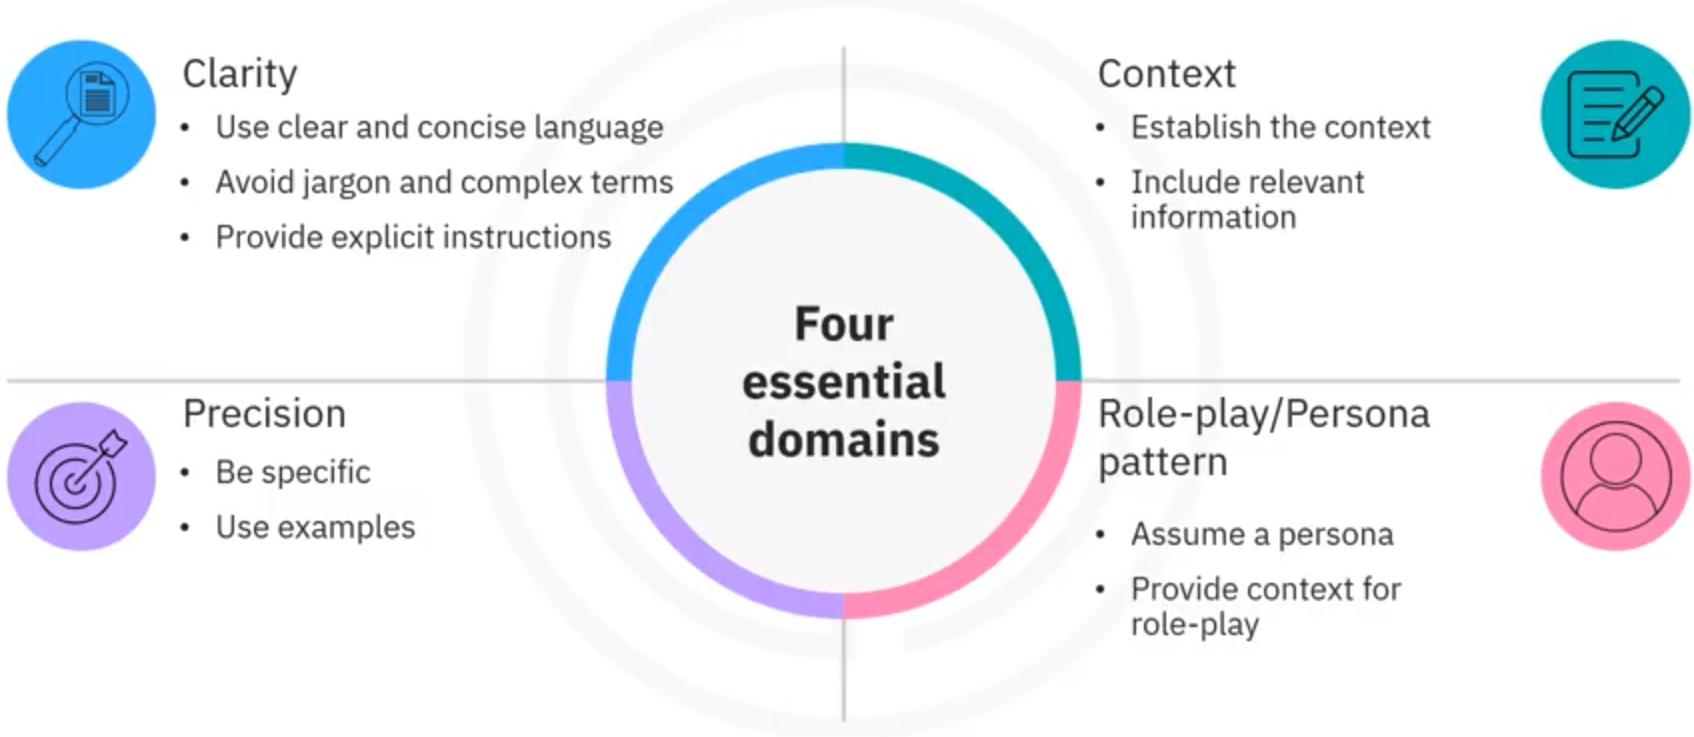 Clarity
• Use clear and concise language
• Avoid jargon and complex terms
• Provide explicit instructions
Context
• Establish the context
• Include relevant
information
Four
essential
domains
Precision
• Be specific
• Use examples
Role-play/Persona
pattern
• Assume a persona
• Provide context for
role-play